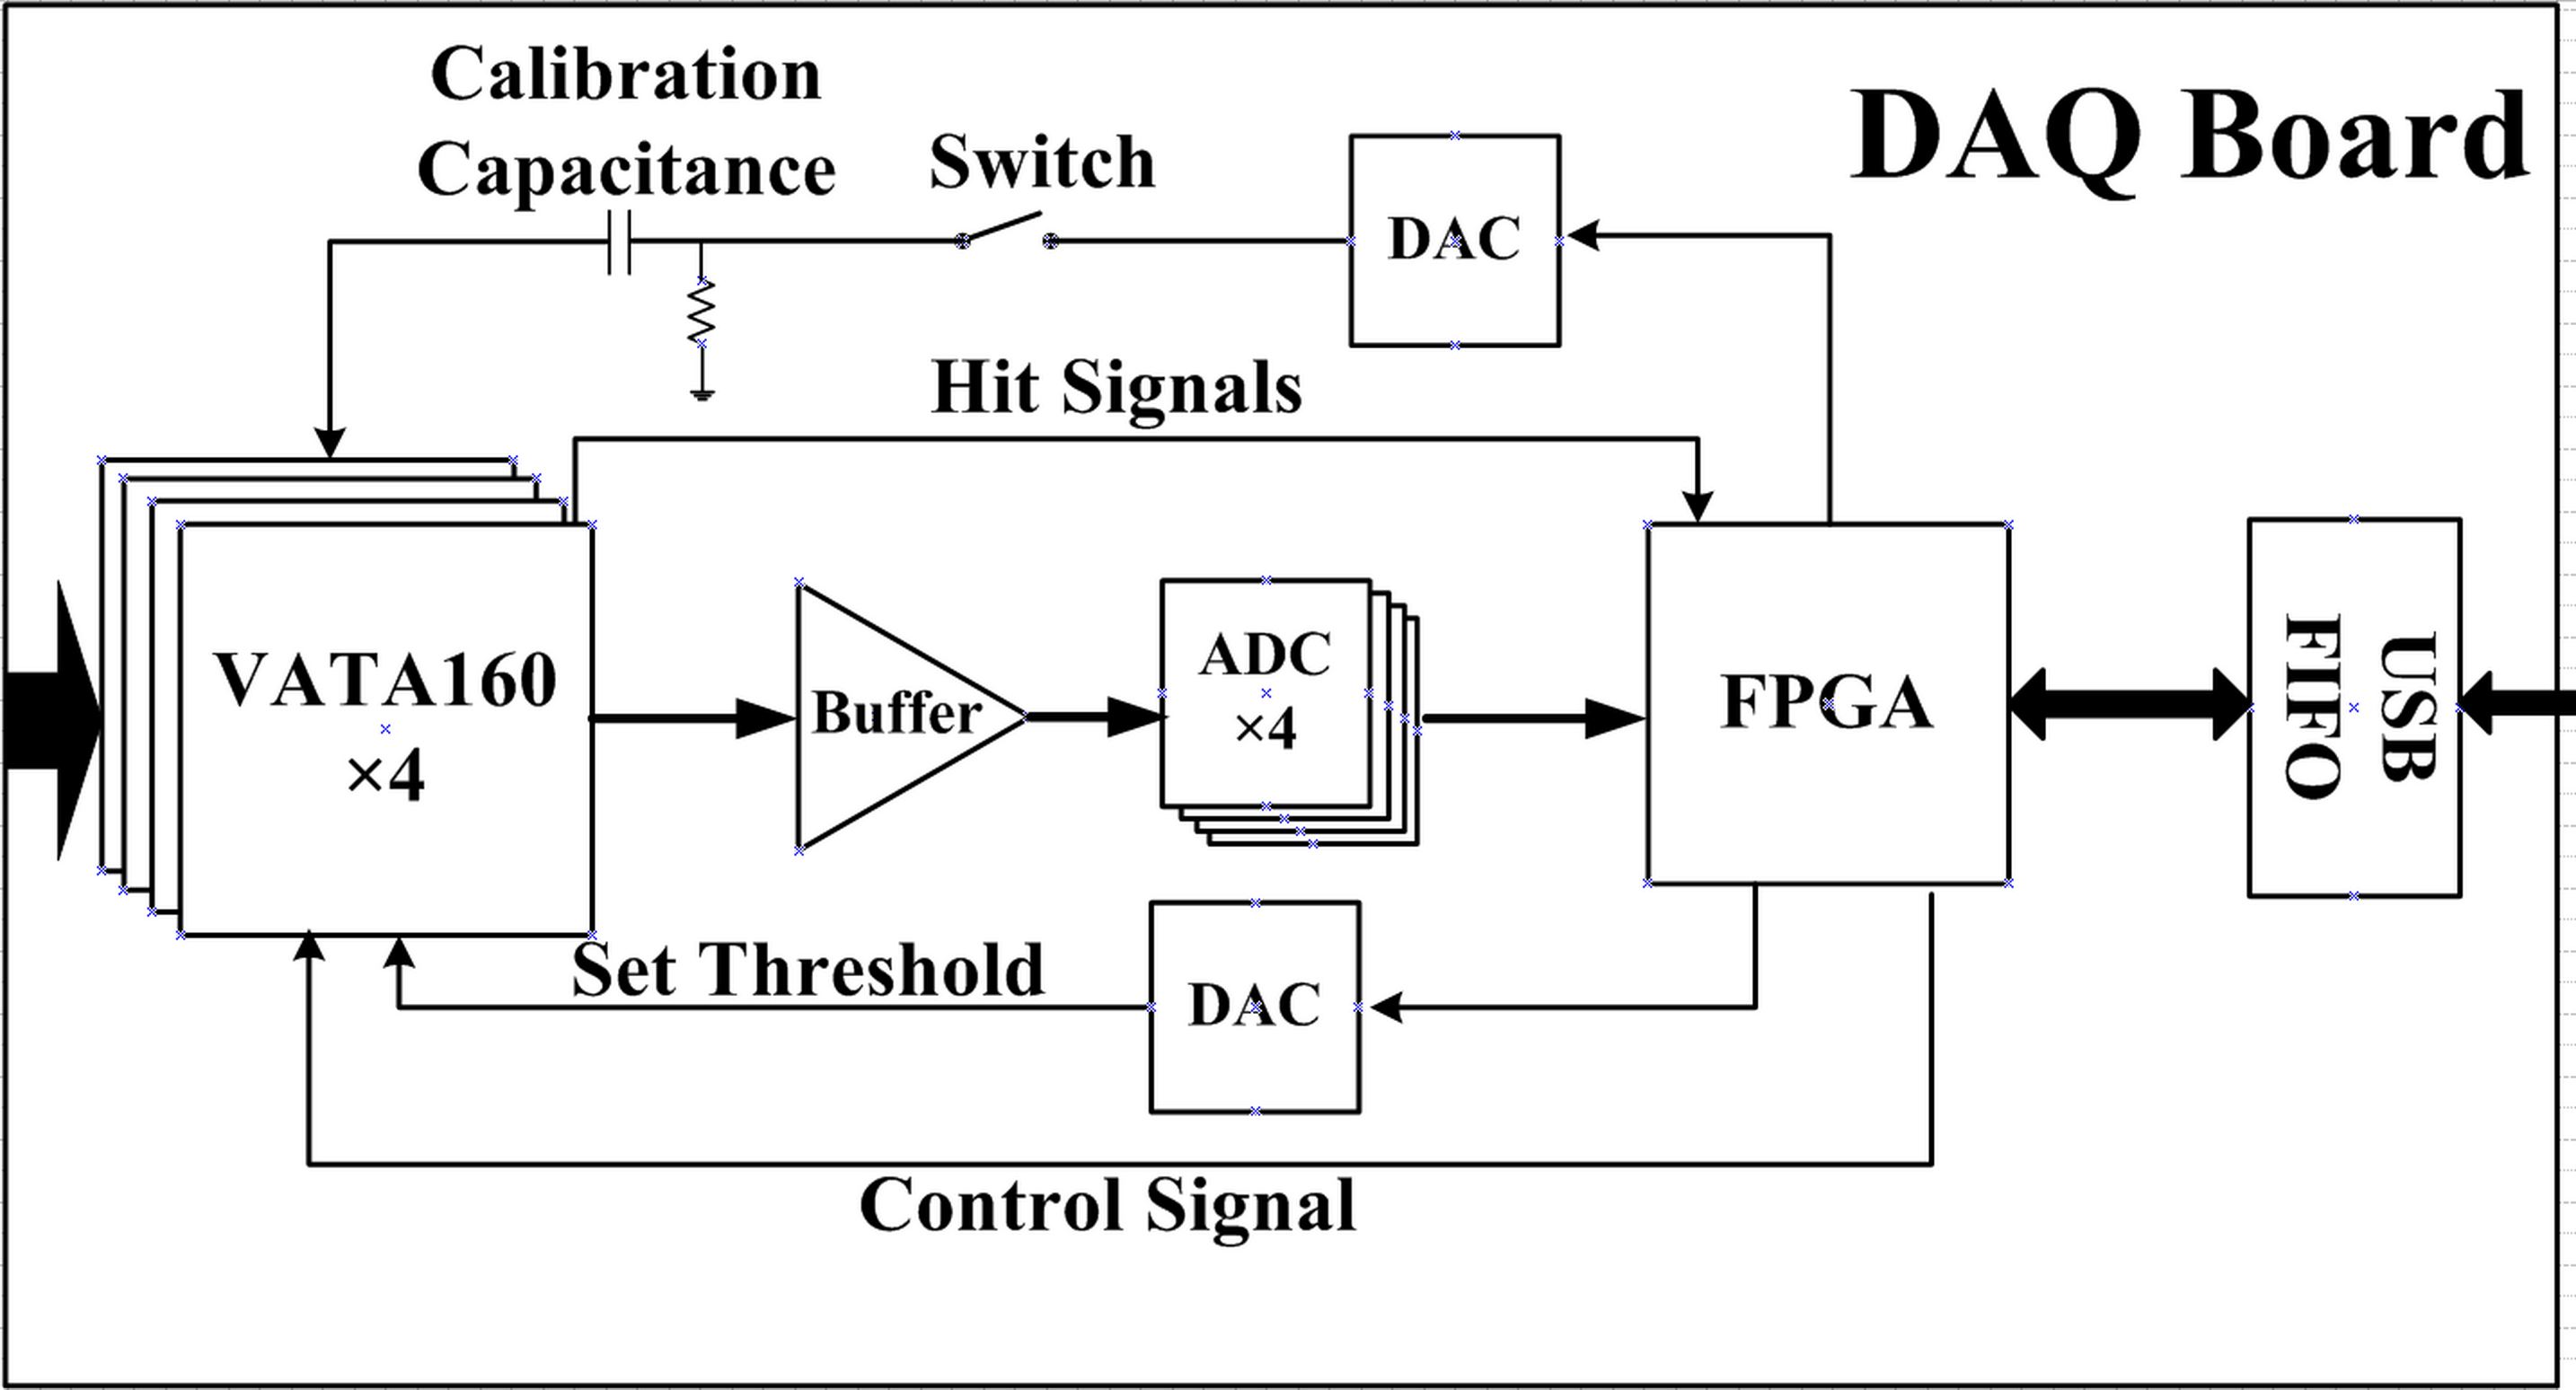 Calibration
Capacitance
Switch
DAC
DAQ Board
Hit Signals
VATA160
×4
Buffer
ADC
×4
FPGA
USB
FIFO
Set Threshold
DAC
Control Signal